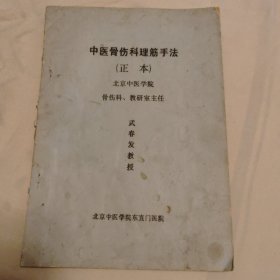 中医骨伤科理筋手法
(正本)
北京中医学院
骨伤科、教研室主任
武春发教授
北京中医学院东直门医院